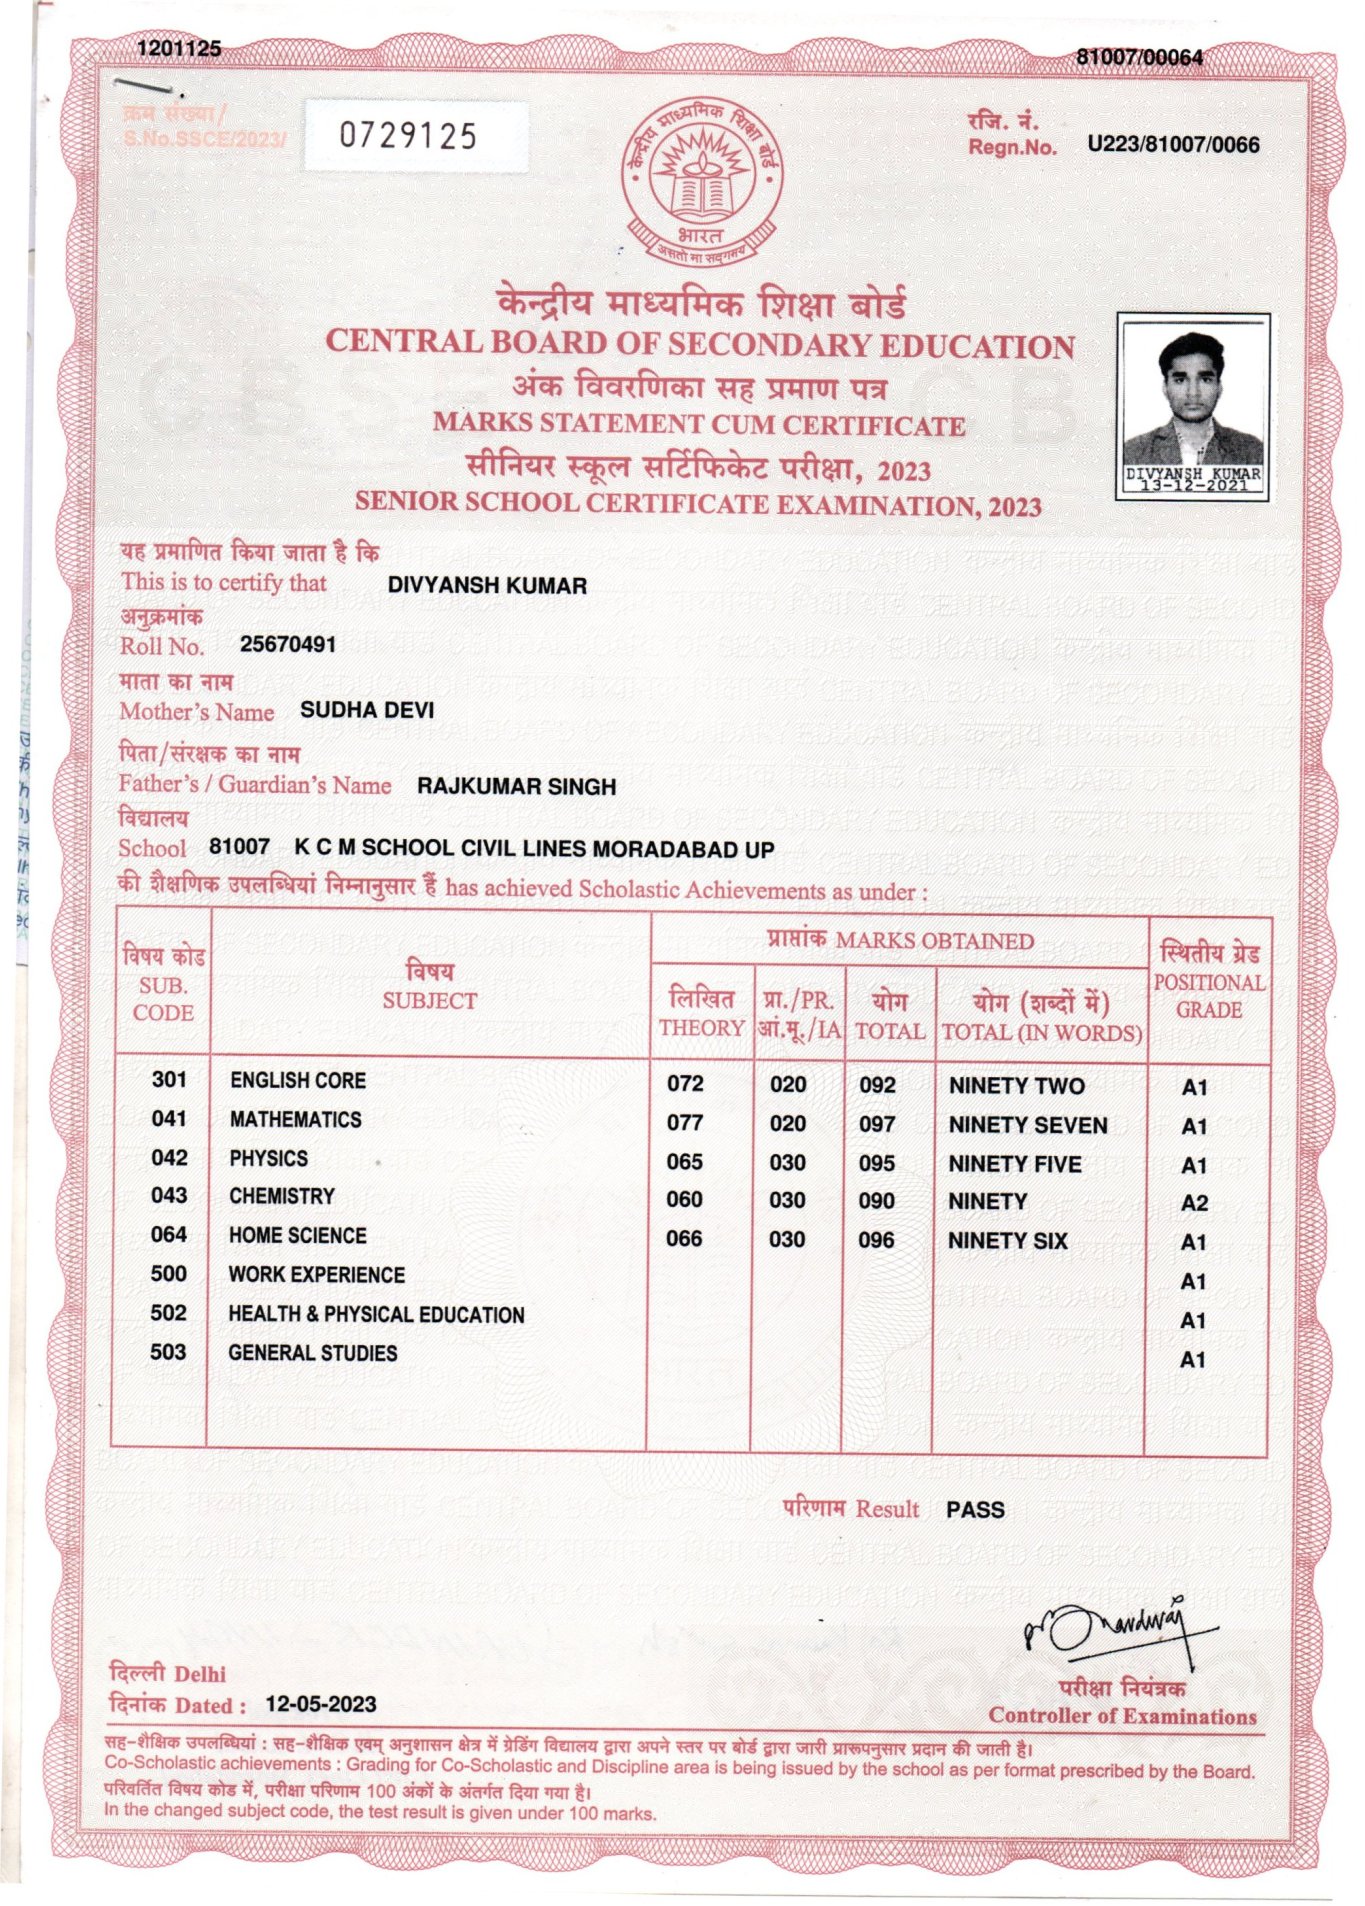 1201125
81007/00064
क्रम संख्या/
S.No.SSCE/2023/
0729125
रजि. नं.
Regn.No. U223/81007/0066
केन्द्रीय माध्यमिक शिक्षा बोर्ड
भारत
असतो मा सद्गमय
केन्द्रीय माध्यमिक शिक्षा बोर्ड
CENTRAL BOARD OF SECONDARY EDUCATION
अंक विवरणिका सह प्रमाण पत्र
MARKS STATEMENT CUM CERTIFICATE
सीनियर स्कूल सर्टिफिकेट परीक्षा, 2023
SENIOR SCHOOL CERTIFICATE EXAMINATION, 2023
DIVYANSH KUMAR
13-12-2021
यह प्रमाणित किया जाता है कि
This is to certify that DIVYANSH KUMAR
अनुक्रमांक
Roll No. 25670491
माता का नाम
Mother's Name SUDHA DEVI
पिता/संरक्षक का नाम
Father's / Guardian's Name RAJKUMAR SINGH
विद्यालय
School 81007 K C M SCHOOL CIVIL LINES MORADABAD UP
की शैक्षणिक उपलब्धियां निम्नानुसार हैं has achieved Scholastic Achievements as under :
विषय कोड
SUB.
CODE
विषय
SUBJECT
प्राप्तांक MARKS OBTAINED
लिखित
THEORY
प्रा./PR.
आं.मू./IA
योग
TOTAL
योग (शब्दों में)
TOTAL (IN WORDS)
स्थितीय ग्रेड
POSITIONAL
GRADE
301 ENGLISH CORE 072 020 092 NINETY TWO A1
041 MATHEMATICS 077 020 097 NINETY SEVEN A1
042 PHYSICS 065 030 095 NINETY FIVE A1
043 CHEMISTRY 060 030 090 NINETY A2
064 HOME SCIENCE 066 030 096 NINETY SIX A1
500 WORK EXPERIENCE A1
502 HEALTH & PHYSICAL EDUCATION A1
503 GENERAL STUDIES A1
परिणाम Result PASS
दिल्ली Delhi
दिनांक Dated : 12-05-2023
परीक्षा नियंत्रक
Controller of Examinations
सह-शैक्षिक उपलब्धियां : सह-शैक्षिक एवम् अनुशासन क्षेत्र में ग्रेडिंग विद्यालय द्वारा अपने स्तर पर बोर्ड द्वारा जारी प्रारूपनुसार प्रदान की जाती है।
Co-Scholastic achievements : Grading for Co-Scholastic and Discipline area is being issued by the school as per format prescribed by the Board.
परिवर्तित विषय कोड में, परीक्षा परिणाम 100 अंकों के अंतर्गत दिया गया है।
In the changed subject code, the test result is given under 100 marks.